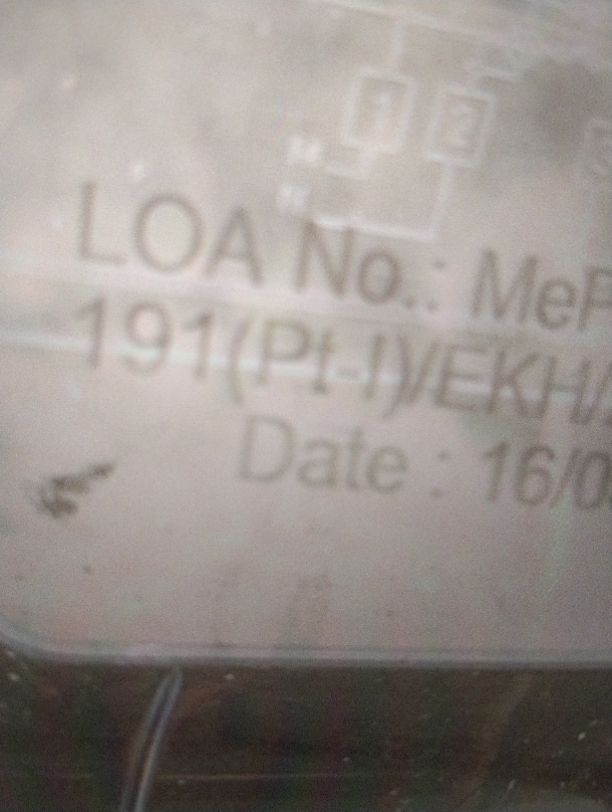 1 2
LOA No.: MeP
191(Pt-I)/EKH/
Date : 16/0